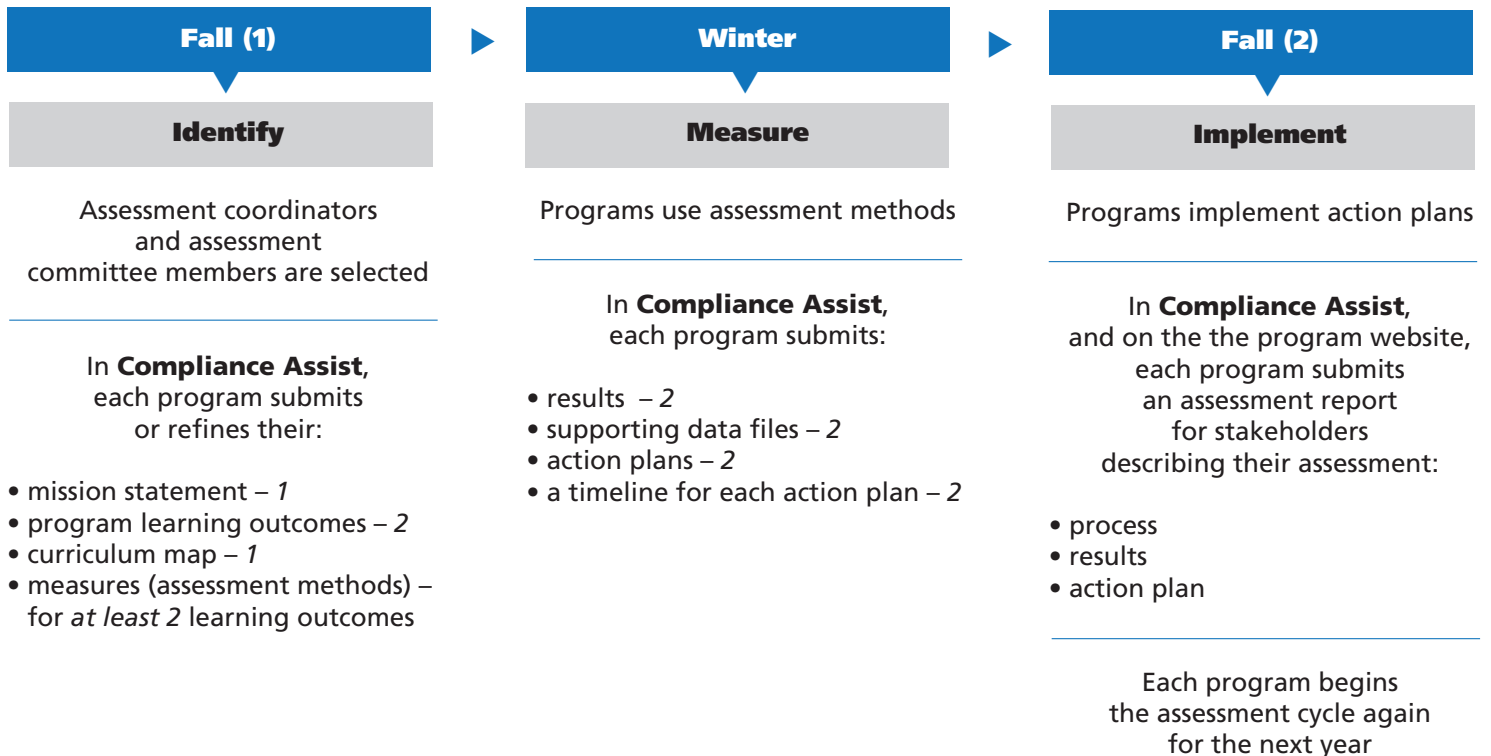 Fall (1)
Identify
Assessment coordinators
and assessment
committee members are selected
In Compliance Assist,
each program submits
or refines their:
• mission statement – 1
• program learning outcomes – 2
• curriculum map – 1
• measures (assessment methods) –
for at least 2 learning outcomes
Winter
Measure
Programs use assessment methods
In Compliance Assist,
each program submits:
• results – 2
• supporting data files – 2
• action plans – 2
• a timeline for each action plan – 2
Fall (2)
Implement
Programs implement action plans
In Compliance Assist,
and on the the program website,
each program submits
an assessment report
for stakeholders
describing their assessment:
• process
• results
• action plan
Each program begins
the assessment cycle again
for the next year